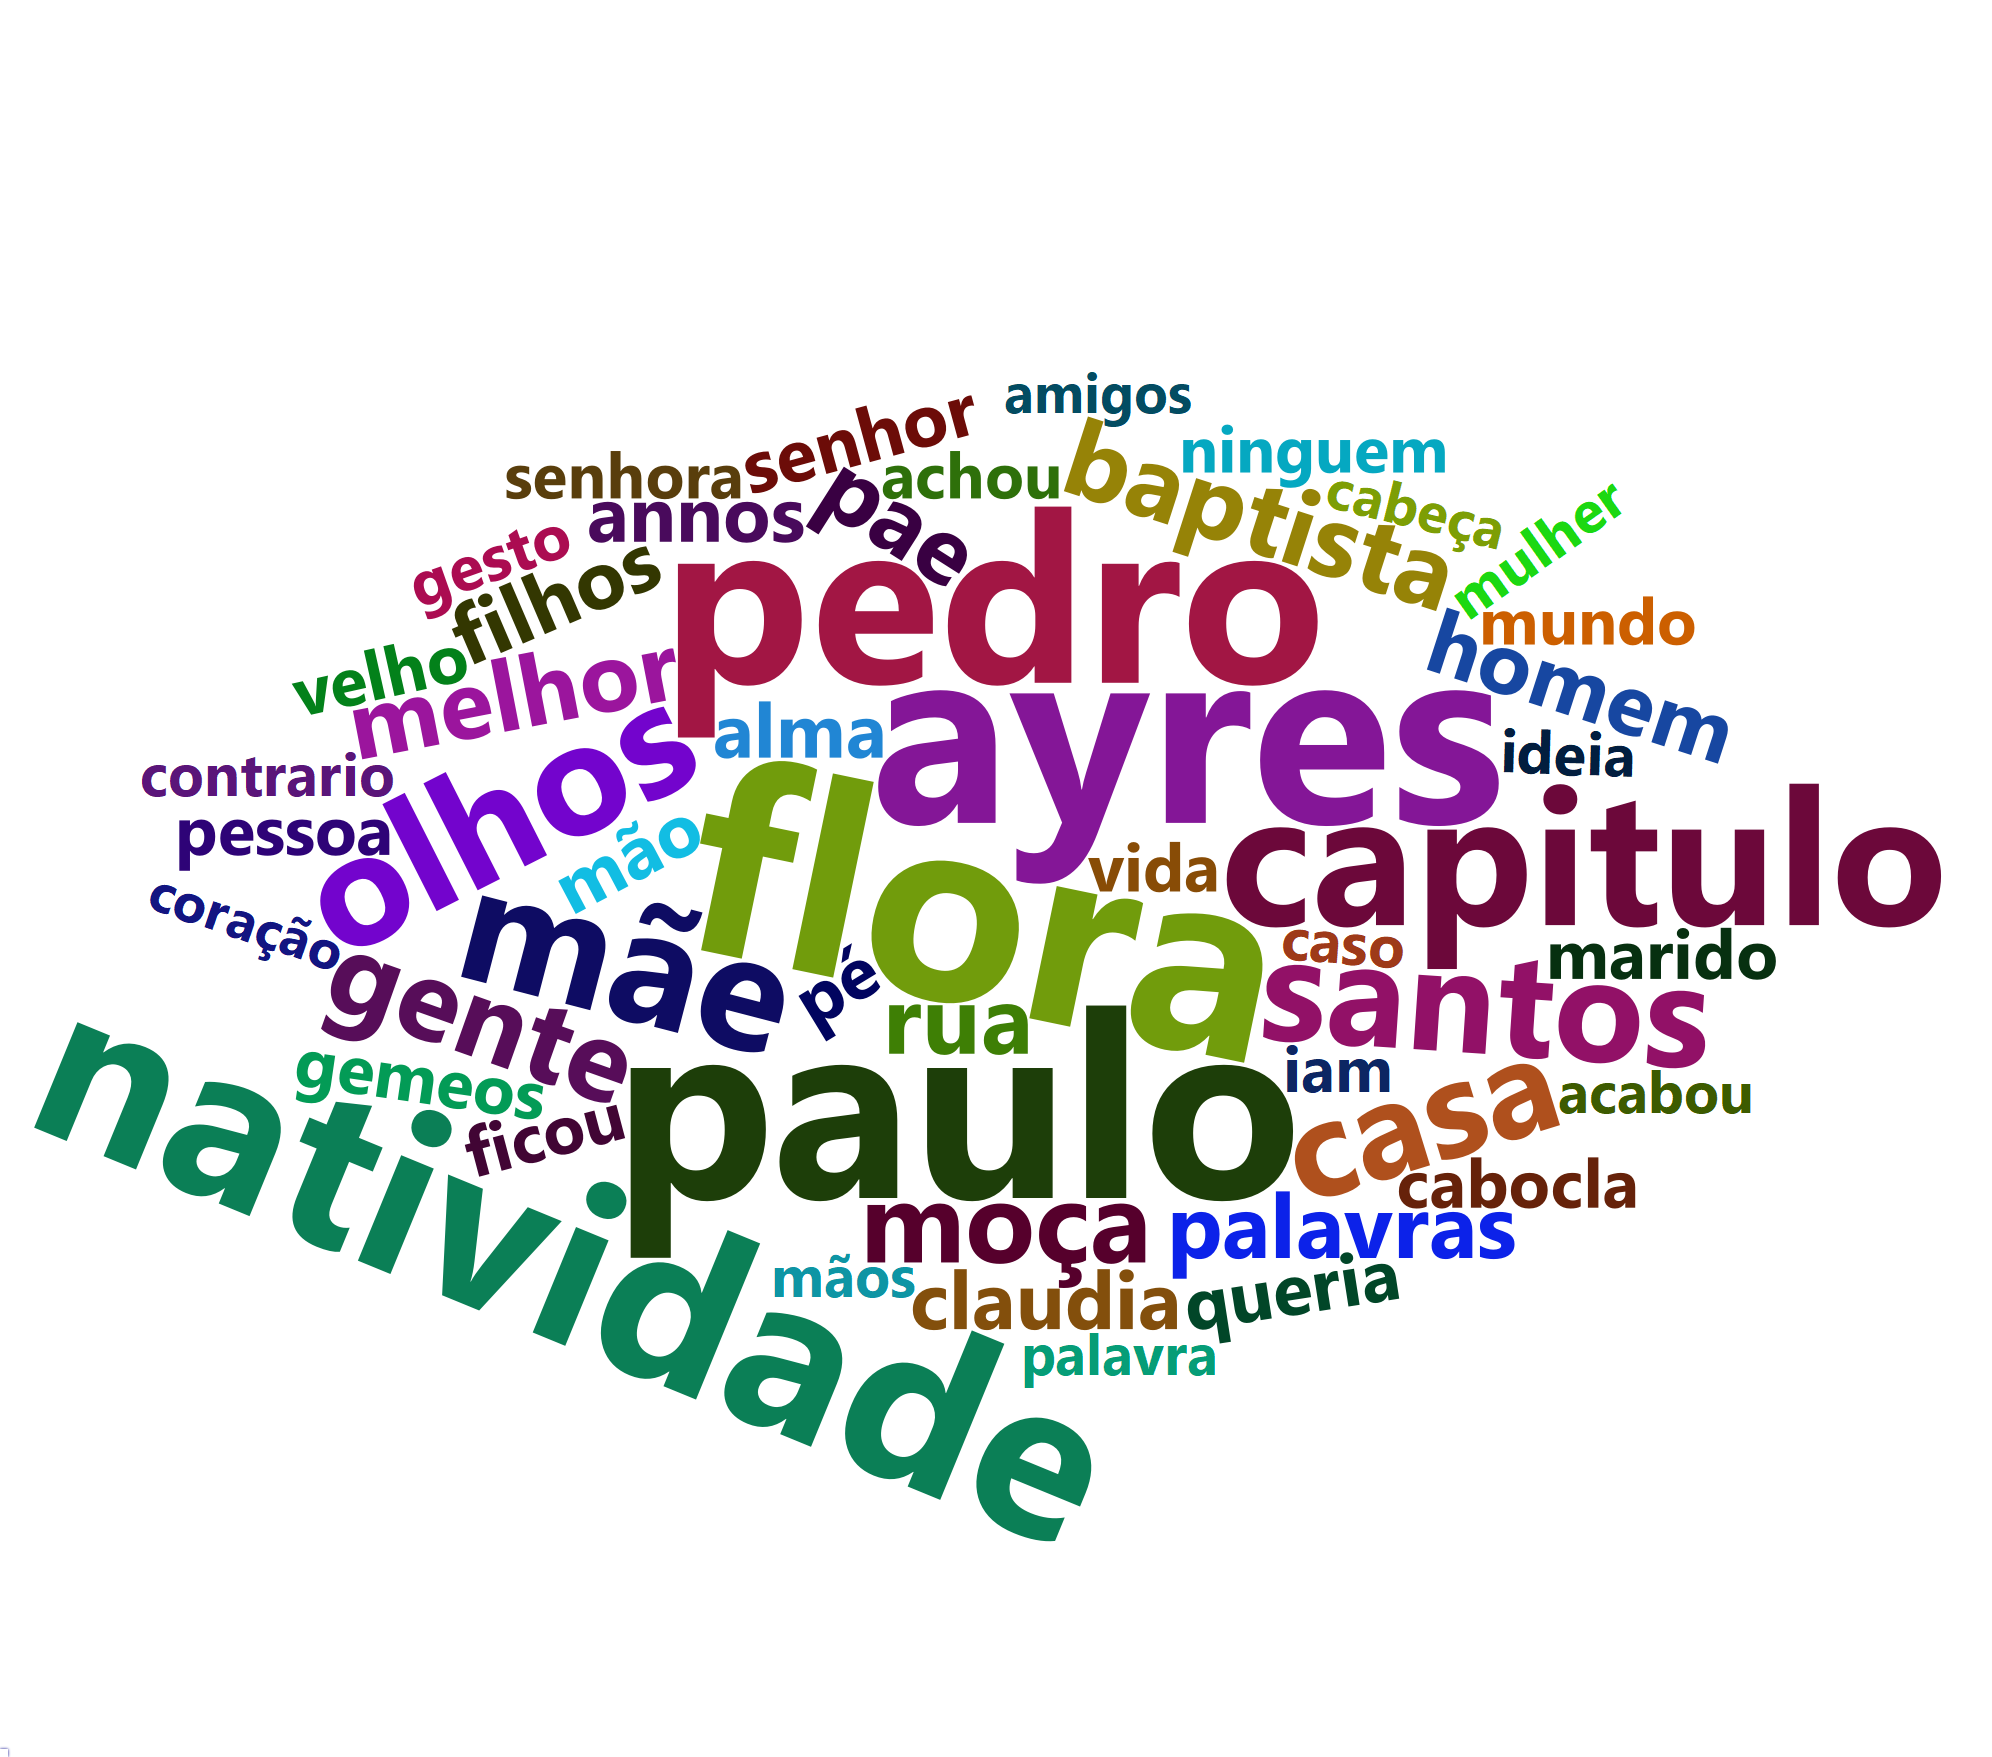 amigos
senhor
ninguem
senhora
achou
baptista
annos
pae
cabeça
mulher
gesto
filhos
pedro
mundo
velho
melhor
homem
alma
ayres
ideia
contrario
olhos
pessoa
mão
flora
vida
capitulo
coração
mãe
pé
caso
marido
gente
rua
santos
gemeos
iam
acabou
natividade
ficou
paulo
casa
cabocla
moça
palavras
mãos
claudia
queria
palavra